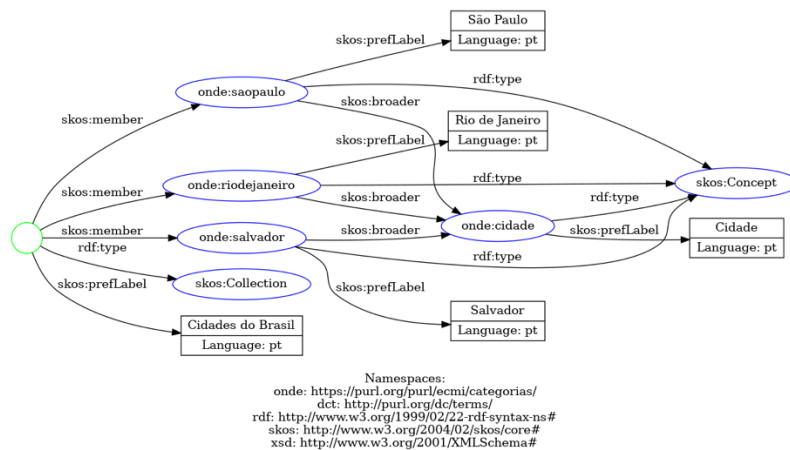 São Paulo
skos:prefLabel
Language: pt
rdf:type
onde:saopaulo
skos:broader
skos:member
Rio de Janeiro
skos:prefLabel
Language: pt
skos:member
onde:riodejaneiro
rdf:type
skos:Concept
skos:broader
rdf:type
skos:member
onde:salvador
skos:broader
onde:cidade
skos:prefLabel
Cidade
Language: pt
rdf:type
rdf:type
skos:Collection
skos:prefLabel
skos:prefLabel
Salvador
Language: pt
Cidades do Brasil
Language: pt
Namespaces:
onde: https://purl.org/purl/ecmi/categorias/
dct: http://purl.org/dc/terms/
rdf: http://www.w3.org/1999/02/22-rdf-syntax-ns#
skos: http://www.w3.org/2004/02/skos/core#
xsd: http://www.w3.org/2001/XMLSchema#